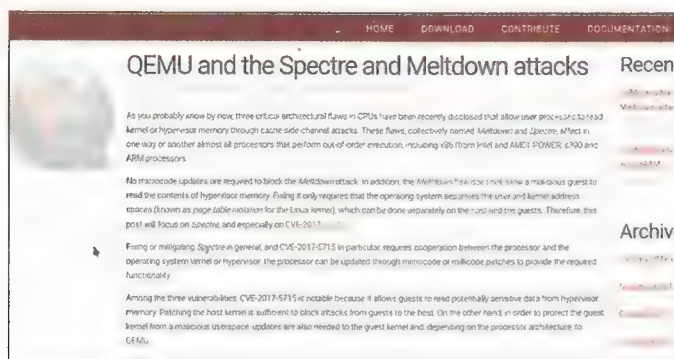 HOME DOWNLOAD CONTRIBUTE DOCUMENTATION
QEMU and the Spectre and Meltdown attacks
Recen
As you probably know by now, three critical architectural flaws in CPUs have been recently disclosed that allow user processes to read
kernel or hypervisor memory through cache side-channel attacks. These flaws, collectively named Meltdown and Spectre, affect in
one way or another almost all processors that perform out-of-order execution, including x86 (from Intel and AMD), POWER, s390 and
ARM processors.
No microcode updates are required to block the Meltdown attack. In addition, the Meltdown flaw does not allow a malicious guest to
read the contents of hypervisor memory. Fixing it only requires that the operating system separates the user and kernel address
spaces (known as page table isolation for the Linux kernel), which can be done separately on the host and the guests. Therefore, this
post will focus on Spectre, and especially on CVE-2017
Fixing or mitigating Spectre in general, and CVE-2017-5715 in particular, requires cooperation between the processor and the
operating system kernel or hypervisor; the processor can be updated through microcode or millicode patches to provide the required
functionality.
Archiv
Among the three vulnerabilities, CVE-2017-5715 is notable because it allows guests to read potentially sensitive data from hypervisor
memory. Patching the host kernel is sufficient to block attacks from guests to the host. On the other hand, in order to protect the guest
kernel from a malicious userspace, updates are also needed to the guest kernel and, depending on the processor architecture, to
QEMU.